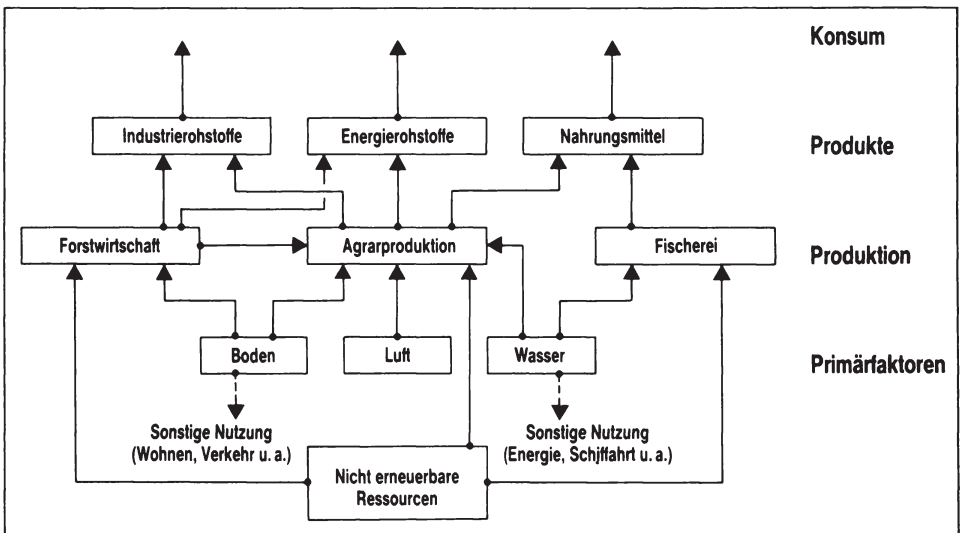 Konsum
Industrierohstoffe
Energierohstoffe
Nahrungsmittel
Produkte
Forstwirtschaft
Agrarproduktion
Fischerei
Produktion
Boden
Luft
Wasser
Primärfaktoren
Sonstige Nutzung
(Wohnen, Verkehr u. a.)
Sonstige Nutzung
(Energie, Schiffahrt u. a.)
Nicht erneuerbare
Ressourcen